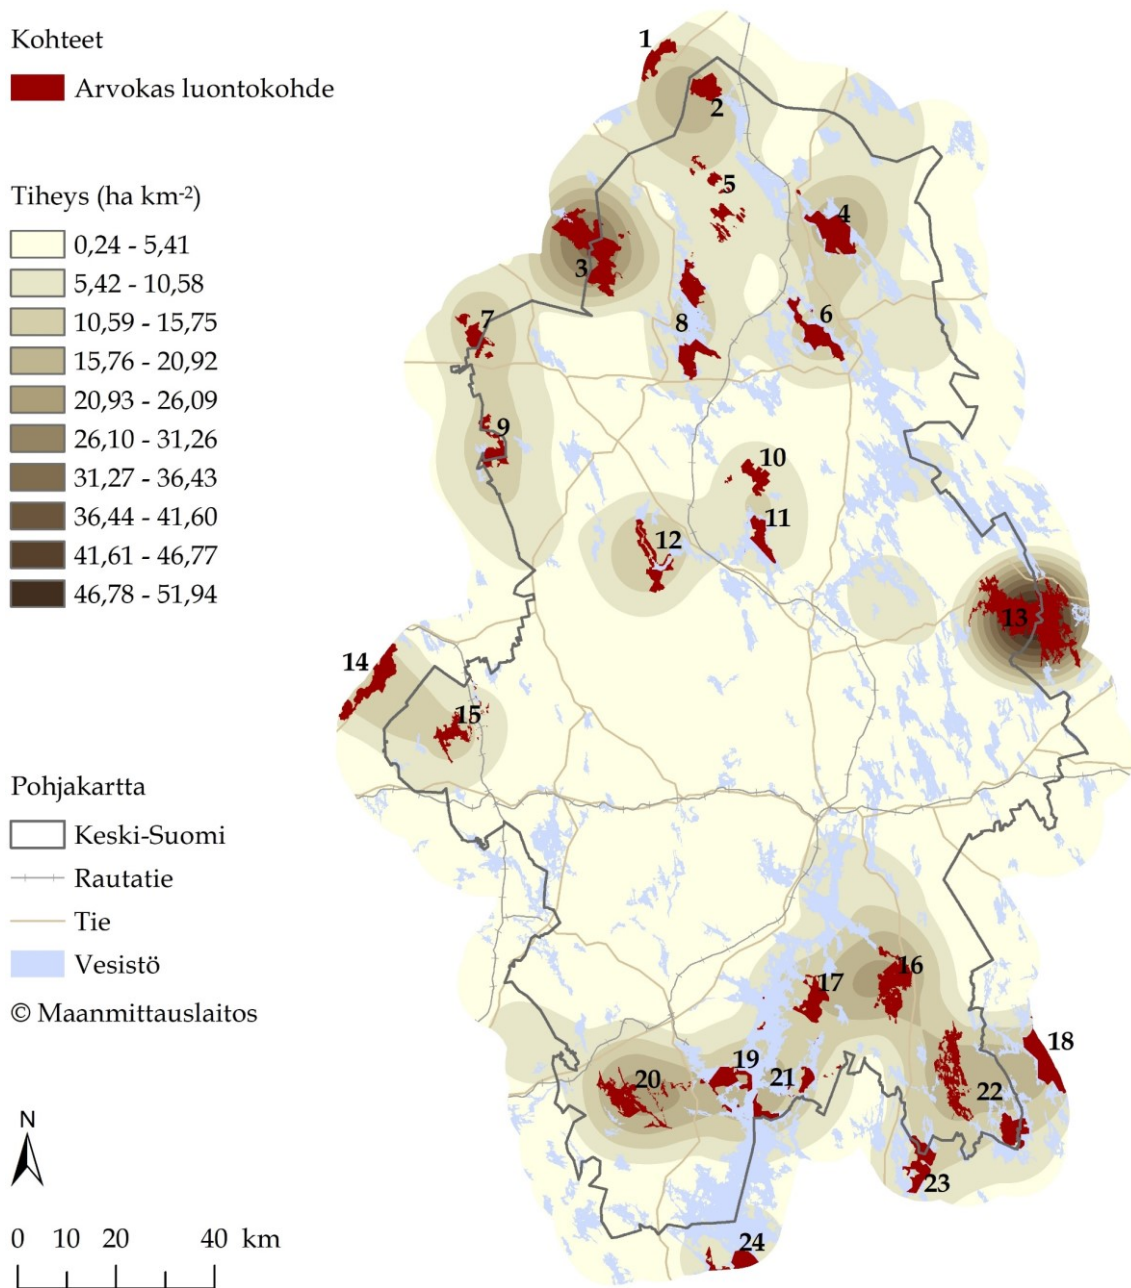 Kohteet
Arvokas luontokohde
Tiheys (ha km-2)
0,24 - 5,41
5,42 - 10,58
10,59 - 15,75
15,76 - 20,92
20,93 - 26,09
26,10 - 31,26
31,27 - 36,43
36,44 - 41,60
41,61 - 46,77
46,78 - 51,94
Pohjakartta
Keski-Suomi
Rautatie
Tie
Vesistö
© Maanmittauslaitos
N
0 10 20 40 km
1
2
5
4
3
7
8
6
9
10
11
12
13
14
15
16
17
18
19
20
21
22
23
24